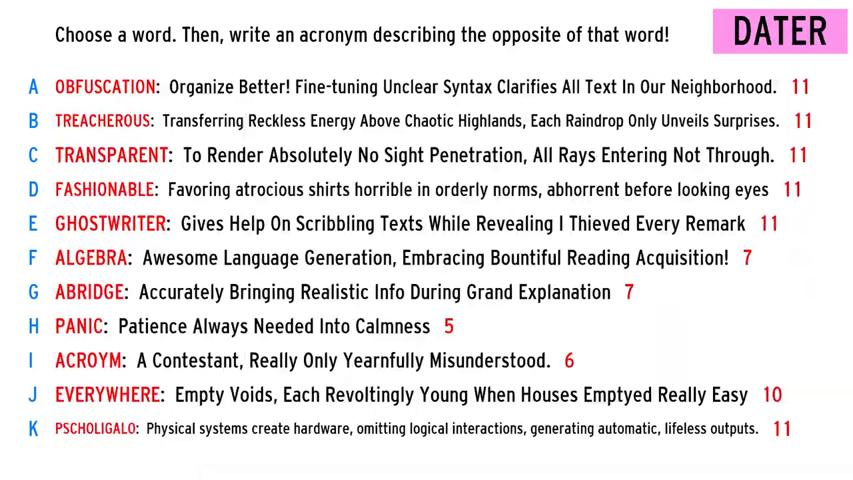 Choose a word. Then, write an acronym describing the opposite of that word!
DATER
A OBFUSCATION: Organize Better! Fine-tuning Unclear Syntax Clarifies All Text In Our Neighborhood. 11
B TREACHEROUS: Transferring Reckless Energy Above Chaotic Highlands, Each Raindrop Only Unveils Surprises. 11
C TRANSPARENT: To Render Absolutely No Sight Penetration, All Rays Entering Not Through. 11
D FASHIONABLE: Favoring atrocious shirts horrible in orderly norms, abhorrent before looking eyes 11
E GHOSTWRITER: Gives Help On Scribbling Texts While Revealing I Thieved Every Remark 11
F ALGEBRA: Awesome Language Generation, Embracing Bountiful Reading Acquisition! 7
G ABRIDGE: Accurately Bringing Realistic Info During Grand Explanation 7
H PANIC: Patience Always Needed Into Calmness 5
I ACROYM: A Contestant, Really Only Yearnfully Misunderstood. 6
J EVERYWHERE: Empty Voids, Each Revoltingly Young When Houses Emptyed Really Easy 10
K PSCHOLIGALO: Physical systems create hardware, omitting logical interactions, generating automatic, lifeless outputs. 11